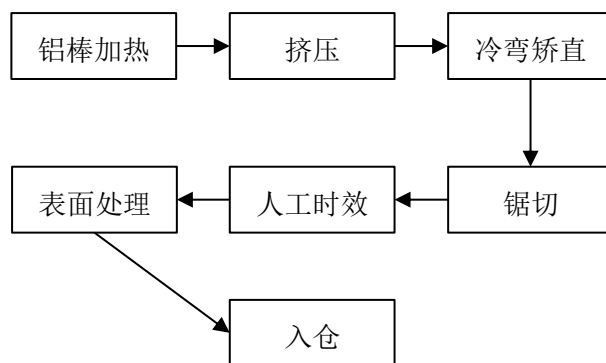 铝棒加热
挤压
冷弯矫直
锯切
人工时效
表面处理
入仓